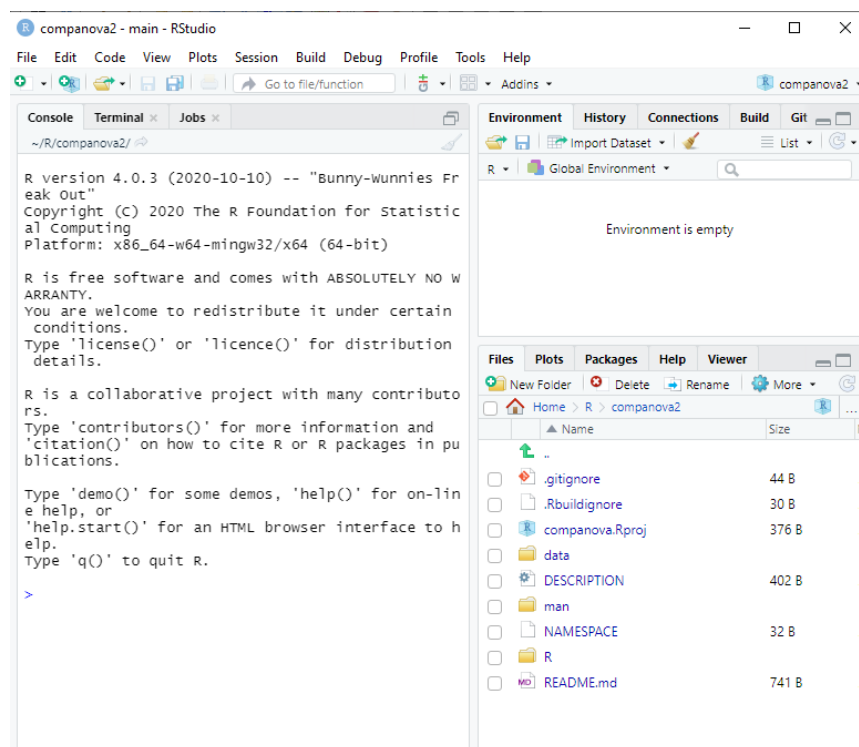 companova2 - main - RStudio
File Edit Code View Plots Session Build Debug Profile Tools Help
Go to file/function Addins companova2
Console Terminal Jobs
~/R/companova2/
R version 4.0.3 (2020-10-10) -- "Bunny-Wunnies Fr
eak Out"
Copyright (C) 2020 The R Foundation for Statistic
al Computing
Platform: x86_64-w64-mingw32/x64 (64-bit)
R is free software and comes with ABSOLUTELY NO W
ARRANTY.
You are welcome to redistribute it under certain
 conditions.
Type 'license()' or 'licence()' for distribution
 details.
R is a collaborative project with many contributo
rs.
Type 'contributors()' for more information and
'citation()' on how to cite R or R packages in pu
blications.
Type 'demo()' for some demos, 'help()' for on-lin
e help, or
'help.start()' for an HTML browser interface to h
elp.
Type 'q()' to quit R.
>
Environment History Connections Build Git
Import Dataset List
R Global Environment
Environment is empty
Files Plots Packages Help Viewer
New Folder Delete Rename More
Home > R > companova2 ...
Name Size
..
.gitignore 44 B
.Rbuildignore 30 B
companova.Rproj 376 B
data
DESCRIPTION 402 B
man
NAMESPACE 32 B
R
README.md 741 B